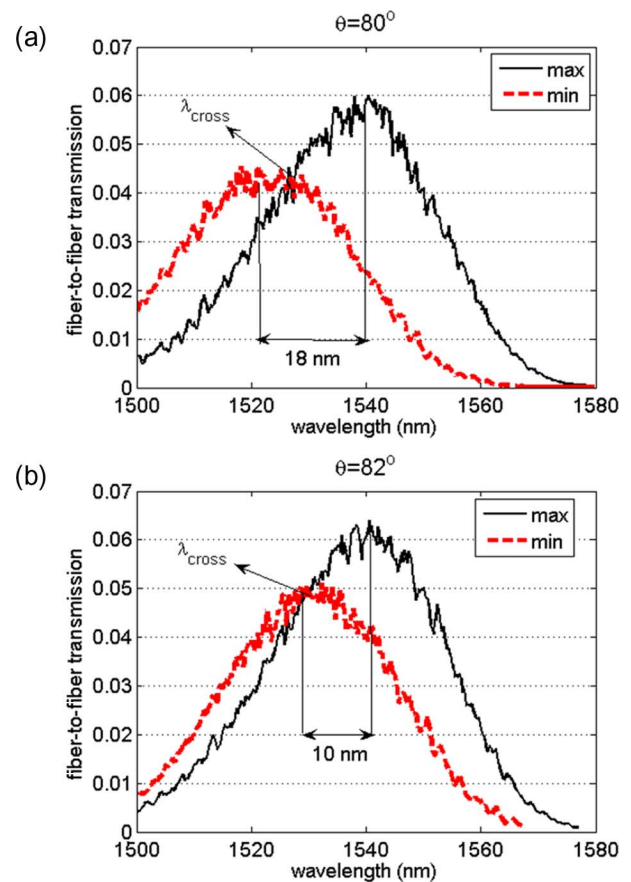 (a)
θ=80°
0.07
0.06
0.05
0.04
0.03
0.02
0.01
0
fiber-to-fiber transmission
max
min
λcross
18 nm
1500
1520
1540
1560
1580
wavelength (nm)
(b)
θ=82°
0.07
0.06
0.05
0.04
0.03
0.02
0.01
0
fiber-to-fiber transmission
max
min
λcross
10 nm
1500
1520
1540
1560
1580
wavelength (nm)